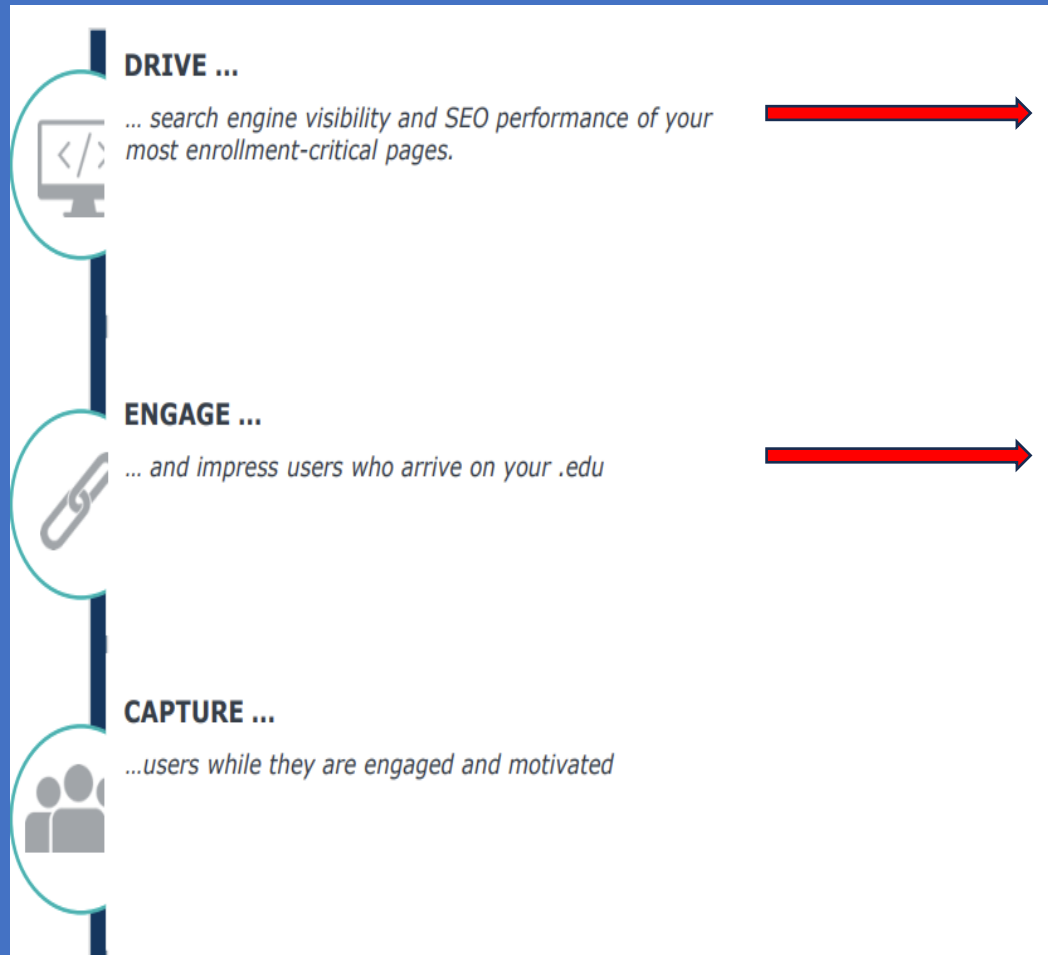 DRIVE ...
... search engine visibility and SEO performance of your
most enrollment-critical pages.
</>
ENGAGE ...
... and impress users who arrive on your .edu
CAPTURE ...
...users while they are engaged and motivated